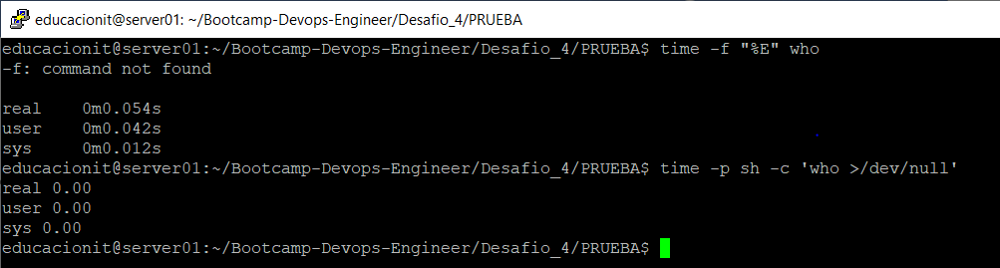 educacionit@server01: ~/Bootcamp-Devops-Engineer/Desafio_4/PRUEBA
educacionit@server01:~/Bootcamp-Devops-Engineer/Desafio_4/PRUEBA$ time -f "%E" who
-f: command not found
real 0m0.054s
user 0m0.042s
sys 0m0.012s
educacionit@server01:~/Bootcamp-Devops-Engineer/Desafio_4/PRUEBA$ time -p sh -c 'who >/dev/null'
real 0.00
user 0.00
sys 0.00
educacionit@server01:~/Bootcamp-Devops-Engineer/Desafio_4/PRUEBA$